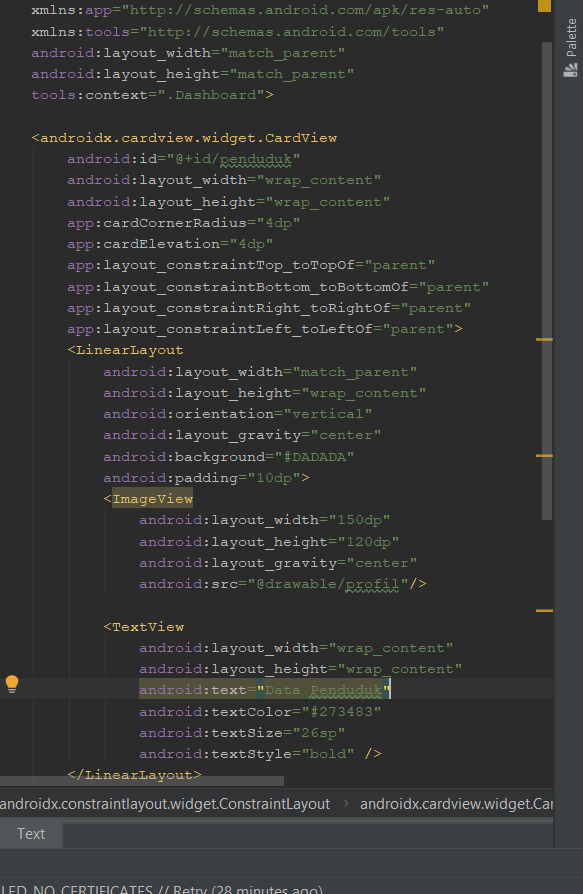 xmlns:app="http://schemas.android.com/apk/res-auto"
xmlns:tools="http://schemas.android.com/tools"
android:layout_width="match_parent"
android:layout_height="match_parent"
tools:context=".Dashboard">
<androidx.cardview.widget.CardView
android:id="@+id/penduduk"
android:layout_width="wrap_content"
android:layout_height="wrap_content"
app:cardCornerRadius="4dp"
app:cardElevation="4dp"
app:layout_constraintTop_toTopOf="parent"
app:layout_constraintBottom_toBottomOf="parent"
app:layout_constraintRight_toRightOf="parent"
app:layout_constraintLeft_toLeftOf="parent">
<LinearLayout
android:layout_width="match_parent"
android:layout_height="wrap_content"
android:orientation="vertical"
android:layout_gravity="center"
android:background="#DADADA"
android:padding="10dp">
<ImageView
android:layout_width="150dp"
android:layout_height="120dp"
android:layout_gravity="center"
android:src="@drawable/profil"/>
<TextView
android:layout_width="wrap_content"
android:layout_height="wrap_content"
android:text="Data Penduduk"
android:textColor="#273483"
android:textSize="26sp"
android:textStyle="bold" />
</LinearLayout>
androidx.constraintlayout.widget.ConstraintLayout › androidx.cardview.widget.Car
Text
LED_NO_CERTIFICATES // Retry (28 minutes ago)
Palette